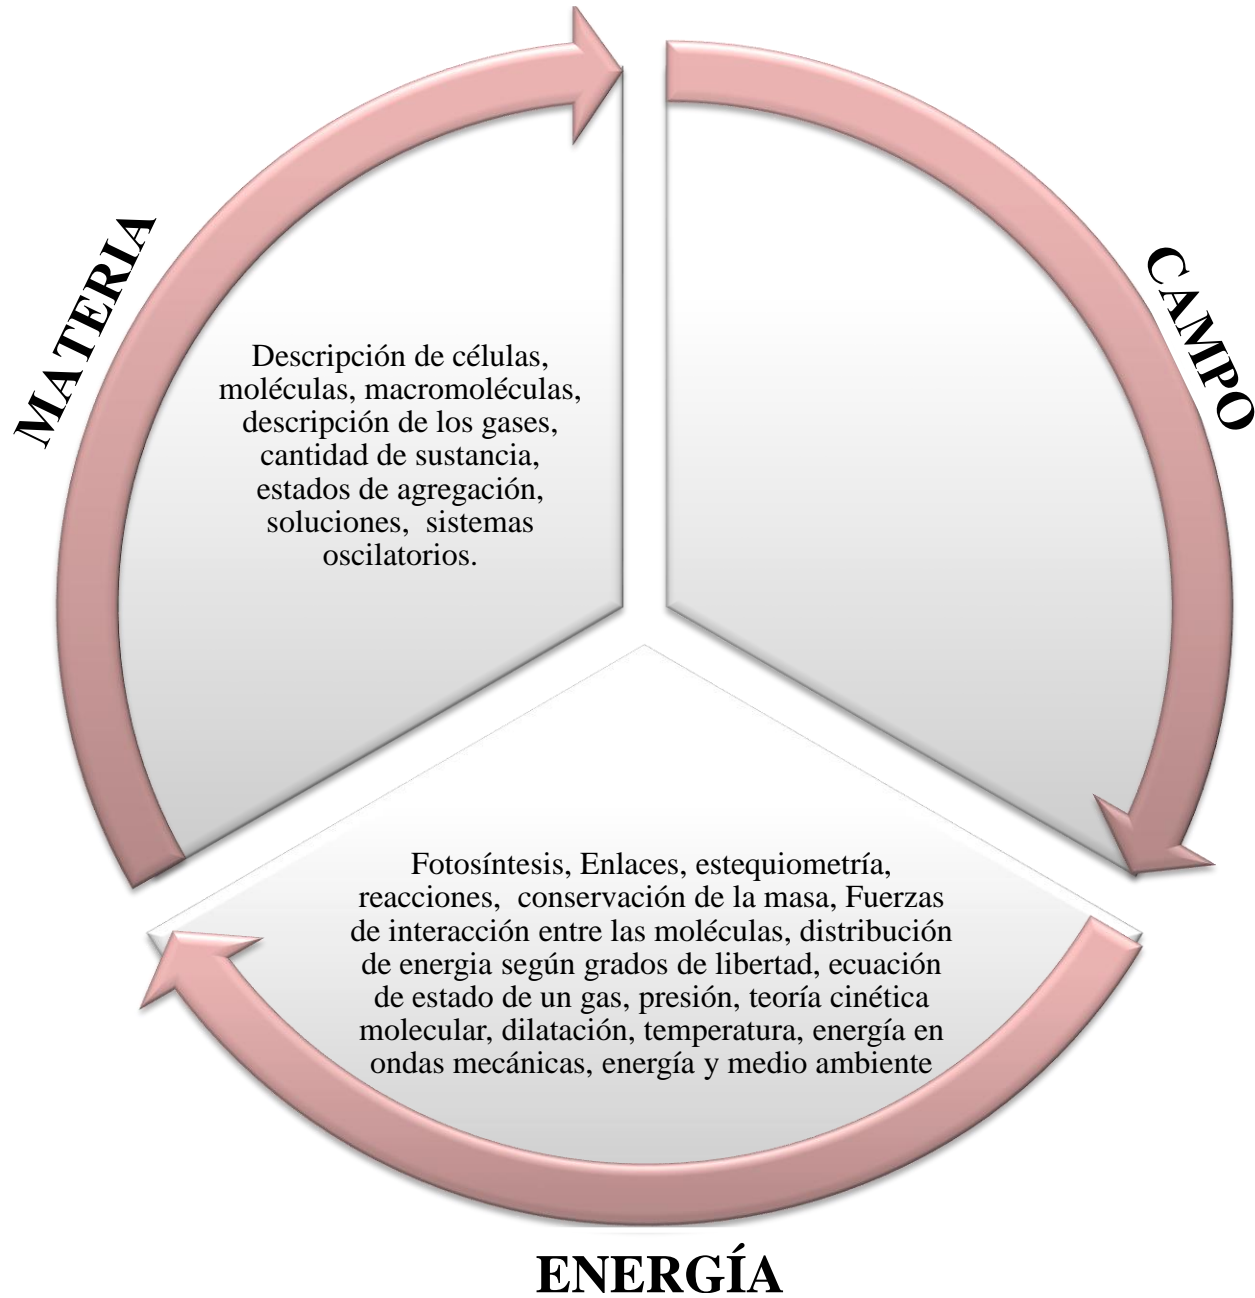 MATERIA
CAMPO
Descripción de células,
moléculas, macromoléculas,
descripción de los gases,
cantidad de sustancia,
estados de agregación,
soluciones,  sistemas
oscilatorios.
Fotosíntesis, Enlaces, estequiometría,
reacciones,  conservación de la masa, Fuerzas
de interacción entre las moléculas, distribución
de energia según grados de libertad, ecuación
de estado de un gas, presión, teoría cinética
molecular, dilatación, temperatura, energía en
ondas mecánicas, energía y medio ambiente
ENERGÍA